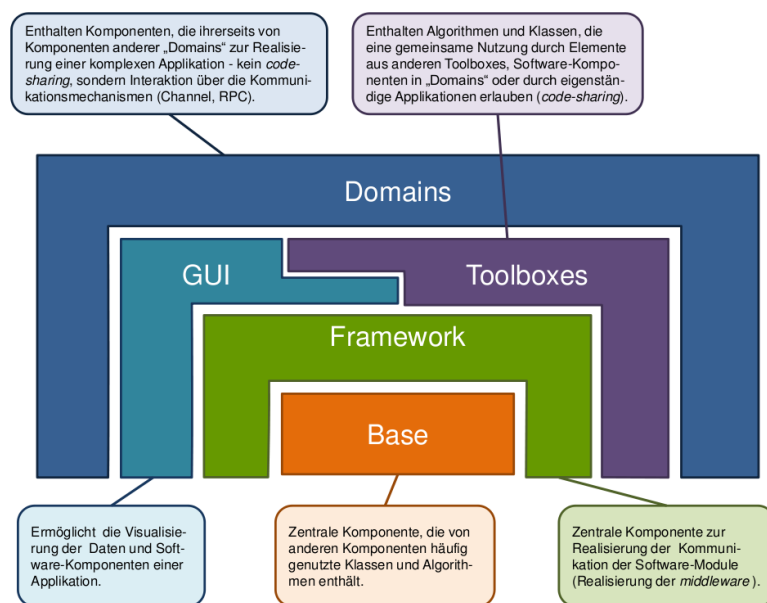 Enthalten Komponenten, die ihrerseits von
Komponenten anderer „Domains“ zur Realisie-
rung einer komplexen Applikation - kein code-
sharing, sondern Interaktion über die Kommuni-
kationsmechanismen (Channel, RPC).
Enthalten Algorithmen und Klassen, die
eine gemeinsame Nutzung durch Elemente
aus anderen Toolboxes, Software-Kompo-
nenten in „Domains“ oder durch eigenstän-
dige Applikationen erlauben (code-sharing).
Domains
GUI
Toolboxes
Framework
Base
Ermöglicht die Visualisie-
rung der Daten und Soft-
ware-Komponenten einer
Applikation.
Zentrale Komponente, die von
anderen Komponenten häufig
genutzte Klassen und Algorith-
men enthält.
Zentrale Komponente zur
Realisierung der Kommuni-
kation der Software-Module
(Realisierung der middleware ).